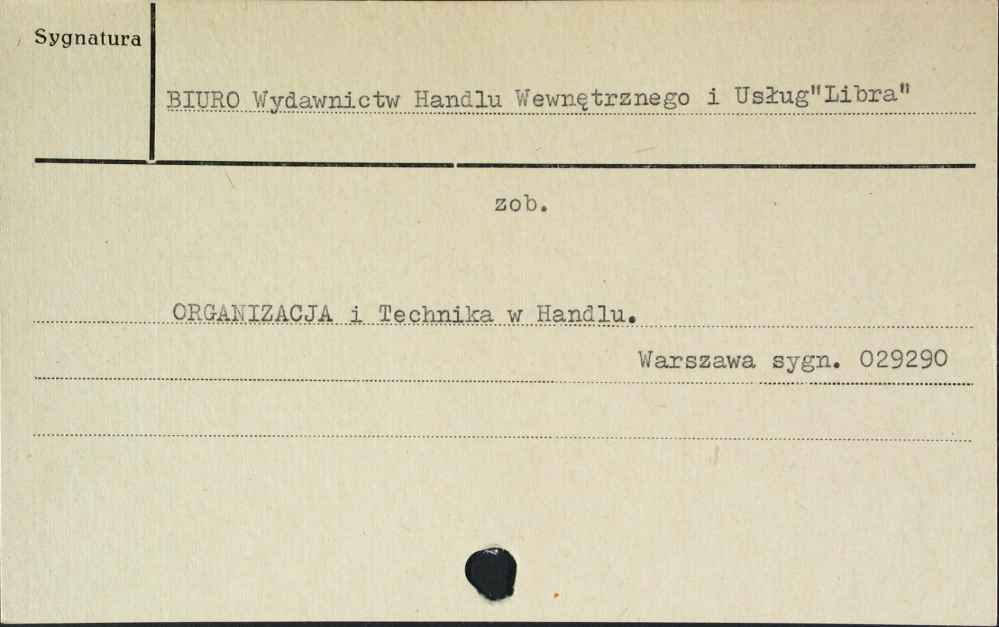 Sygnatura
BIURO Wydawnictw Handlu Wewnętrznego i Usług"Libra"
zob.
ORGANIZACJA i Technika w Handlu.
Warszawa sygn. 029290